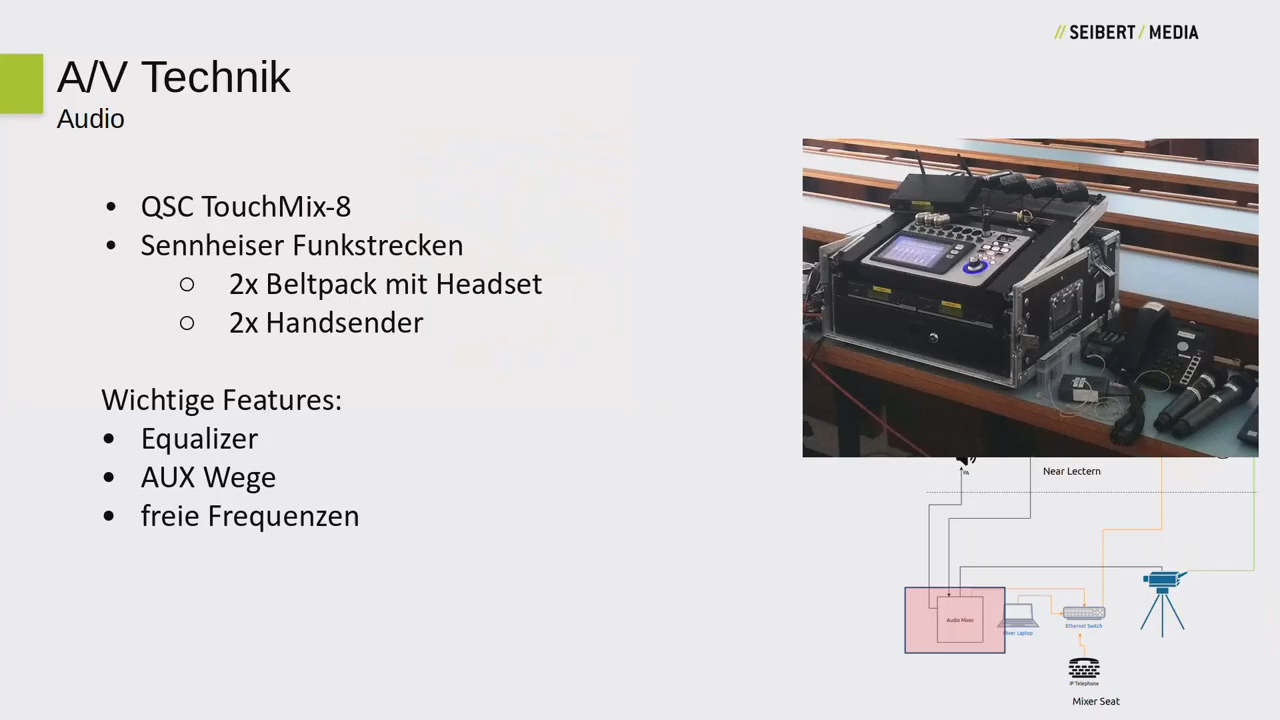 // SEIBERT / MEDIA
A/V Technik
Audio
• QSC TouchMix-8
• Sennheiser Funkstrecken
○ 2x Beltpack mit Headset
○ 2x Handsender
Wichtige Features:
• Equalizer
• AUX Wege
• freie Frequenzen
PA
Near Lectern
Audio Mixer
Mixer Laptop
Ethernet Switch
IP Telephone
Mixer Seat